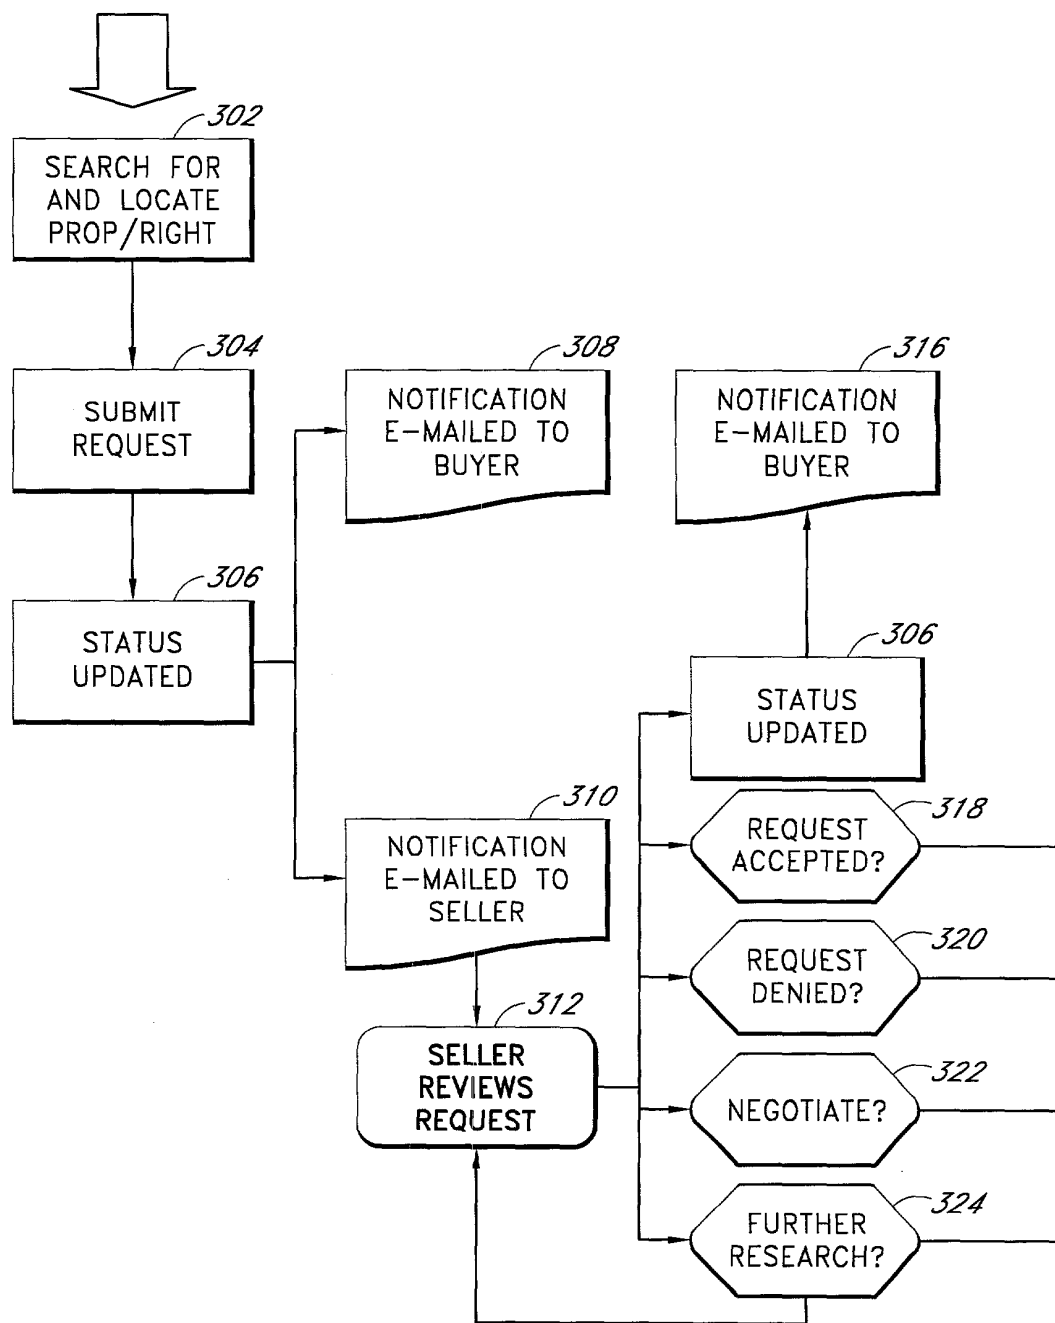 302
SEARCH FOR
AND LOCATE
PROP/RIGHT
304
SUBMIT
REQUEST
306
STATUS
UPDATED
308
NOTIFICATION
E-MAILED TO
BUYER
310
NOTIFICATION
E-MAILED TO
SELLER
312
SELLER
REVIEWS
REQUEST
316
NOTIFICATION
E-MAILED TO
BUYER
306
STATUS
UPDATED
318
REQUEST
ACCEPTED?
320
REQUEST
DENIED?
322
NEGOTIATE?
324
FURTHER
RESEARCH?